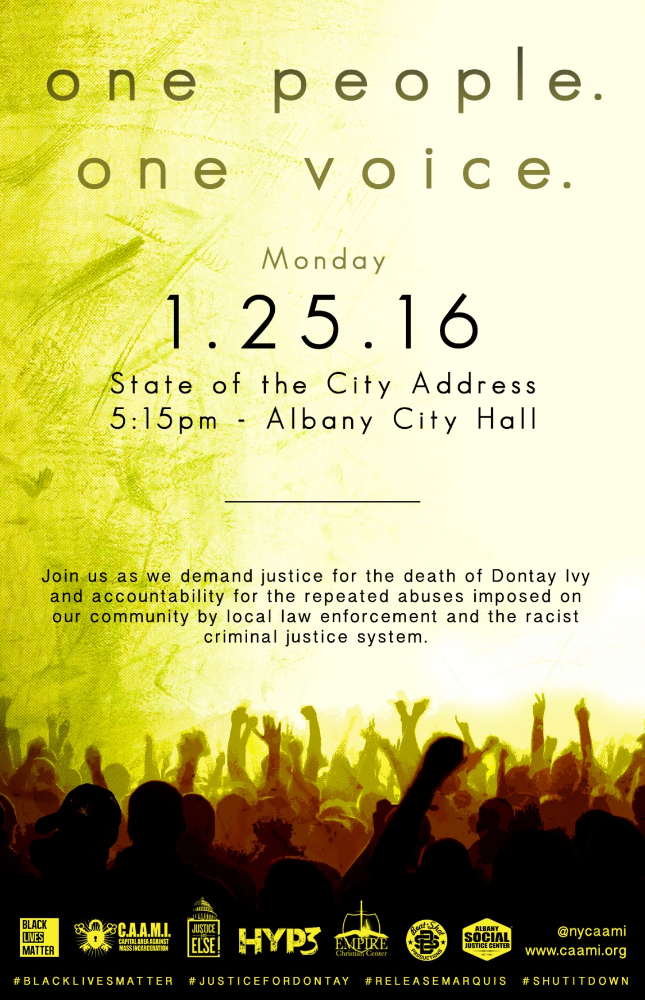 one people.
one voice.
Monday
1.25.16
State of the City Address
5:15pm - Albany City Hall
Join us as we demand justice for the death of Dontay Ivy
and accountability for the repeated abuses imposed on
our community by local law enforcement and the racist
criminal justice system.
BLACK
LIVES
MATTER
C.A.A.M.I.
CAPITAL AREA AGAINST
MASS INCARCERATION
JUSTICE
or
ELSE!
HYP3
EMPIRE
Christian Center
Beat-Shot
BS
PRODUCTIONS
ALBANY
SOCIAL
JUSTICE CENTER
EST. 1981
@nycaami
www.caami.org
#BLACKLIVESMATTER #JUSTICEFORDONTAY #RELEASEMARQUIS #SHUTITDOWN